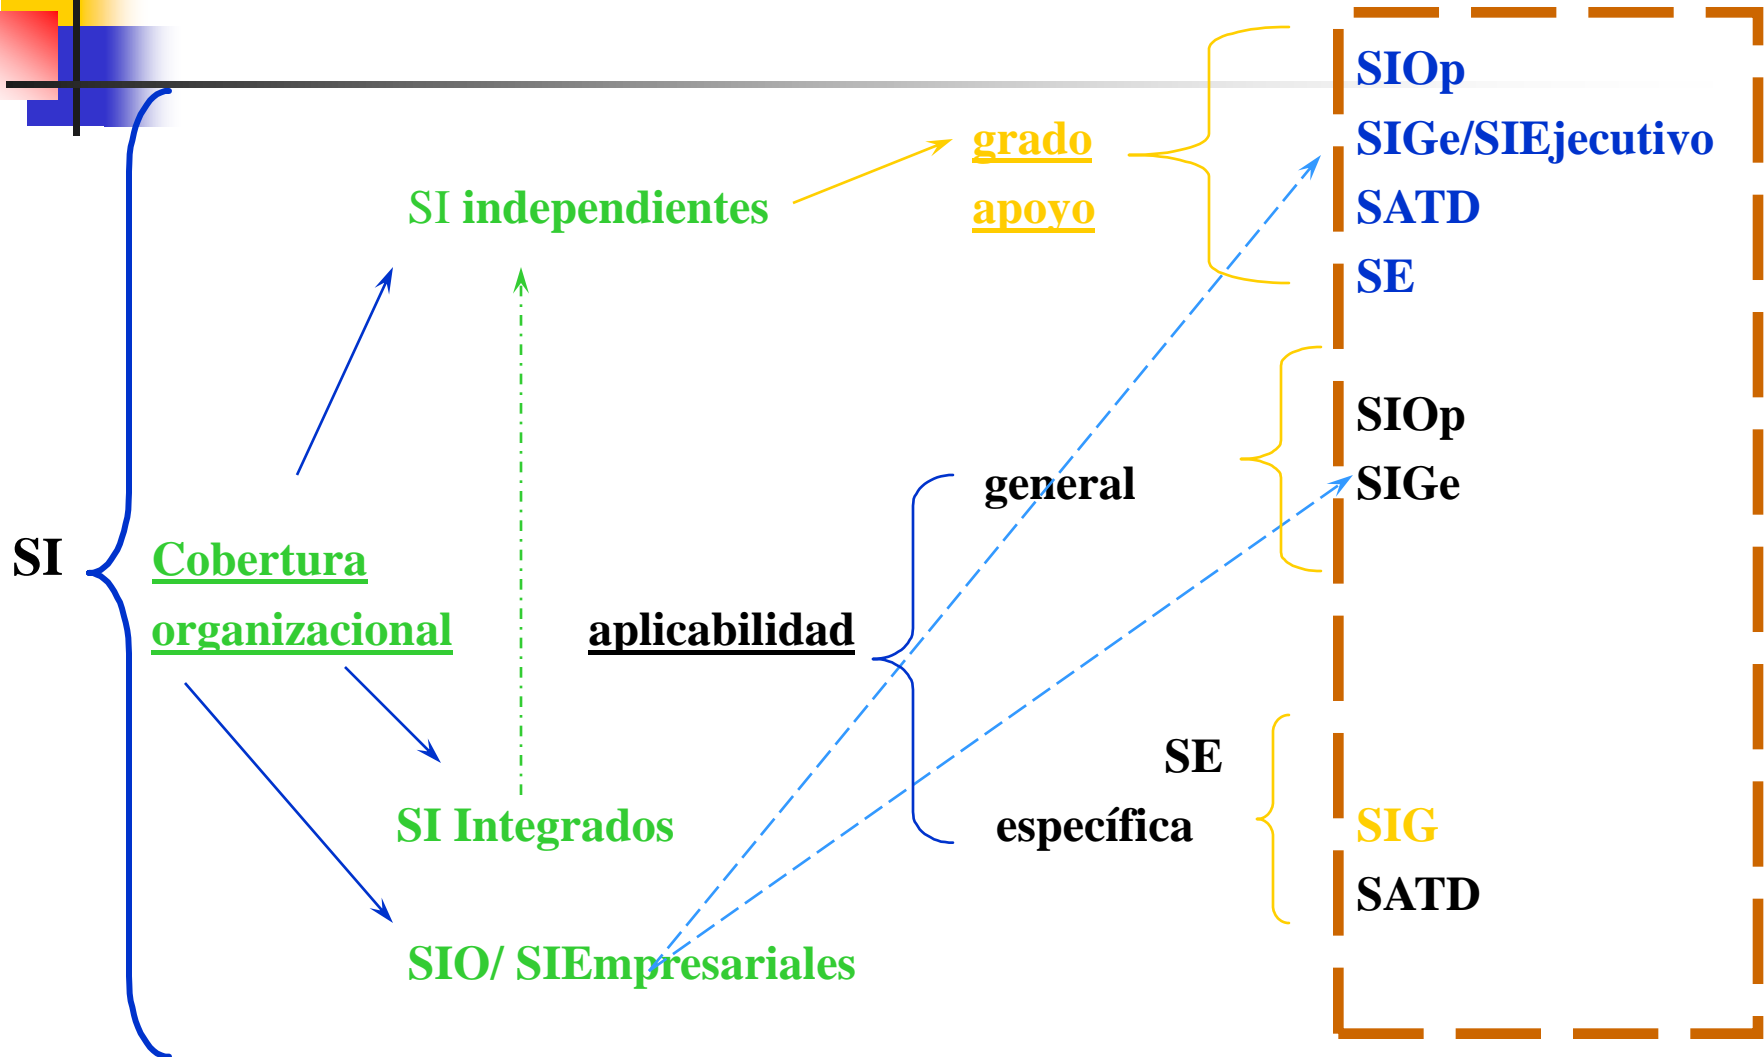 SIOp
SIGe/SIEjecutivo
SATD
SE
grado
apoyo
SI independientes
SIOp
SIGe
general
SI
Cobertura
organizacional
aplicabilidad
SE
específica
SIG
SATD
SI Integrados
SIO/ SIEmpresariales